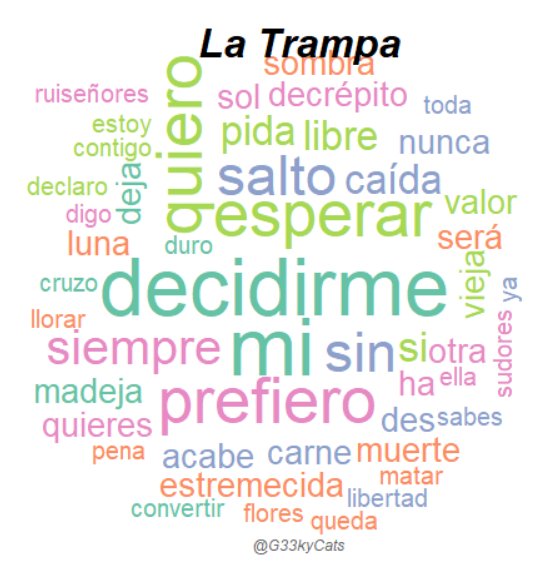 La Trampa
sombra
quiero
ruiseñores
sol
decrépito
toda
estoy
pida
libre
nunca
contigo
deja
salto
caída
declaro
esperar
valor
digo
luna
duro
será
cruzo
decidirme
vieja
ya
llorar
siempre
mi
sin
si
otra
sudores
madeja
prefiero
ha
ella
quieres
des
sabes
pena
acabe
carne
muerte
estremecida
matar
libertad
convertir
flores
queda
@G33kyCats